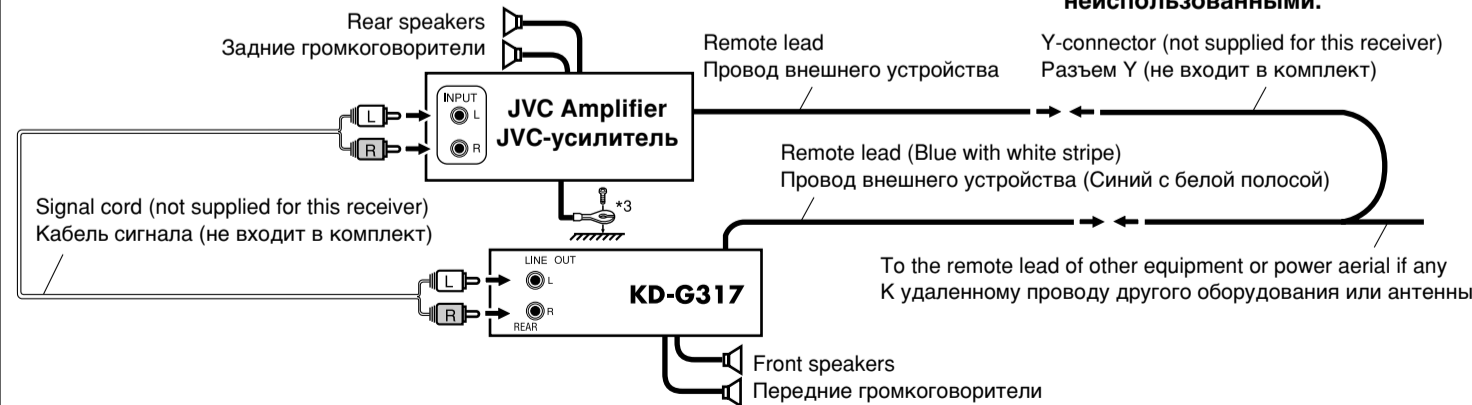 неиспользованными.
Rear speakers
Задние громкоговорители
Remote lead
Провод внешнего устройства
Y-connector (not supplied for this receiver)
Разъем Y (не входит в комплект)
INPUT
L
R
JVC Amplifier
JVC-усилитель
L
R
Remote lead (Blue with white stripe)
Провод внешнего устройства (Синий с белой полосой)
*3
Signal cord (not supplied for this receiver)
Кабель сигнала (не входит в комплект)
LINE OUT
L
R
REAR
KD-G317
L
R
To the remote lead of other equipment or power aerial if any
К удаленному проводу другого оборудования или антенны
Front speakers
Передние громкоговорители